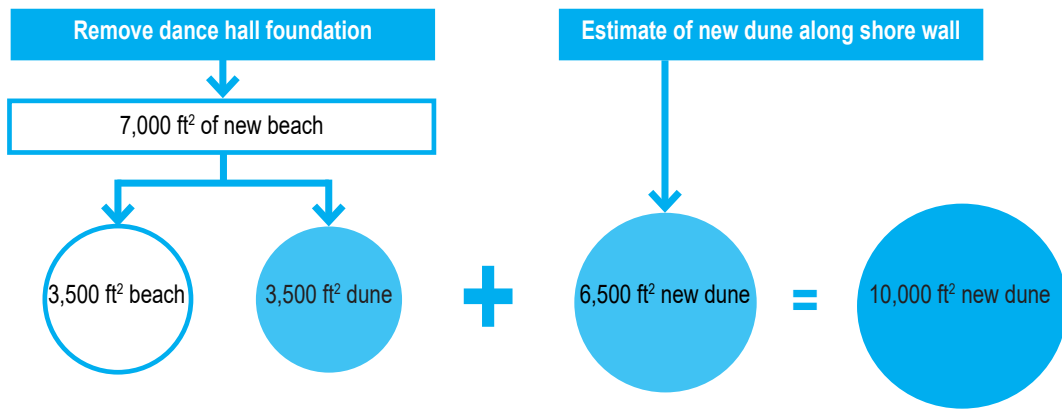 Remove dance hall foundation
Estimate of new dune along shore wall
7,000 ft² of new beach
3,500 ft² beach
3,500 ft² dune
+
6,500 ft² new dune
=
10,000 ft² new dune